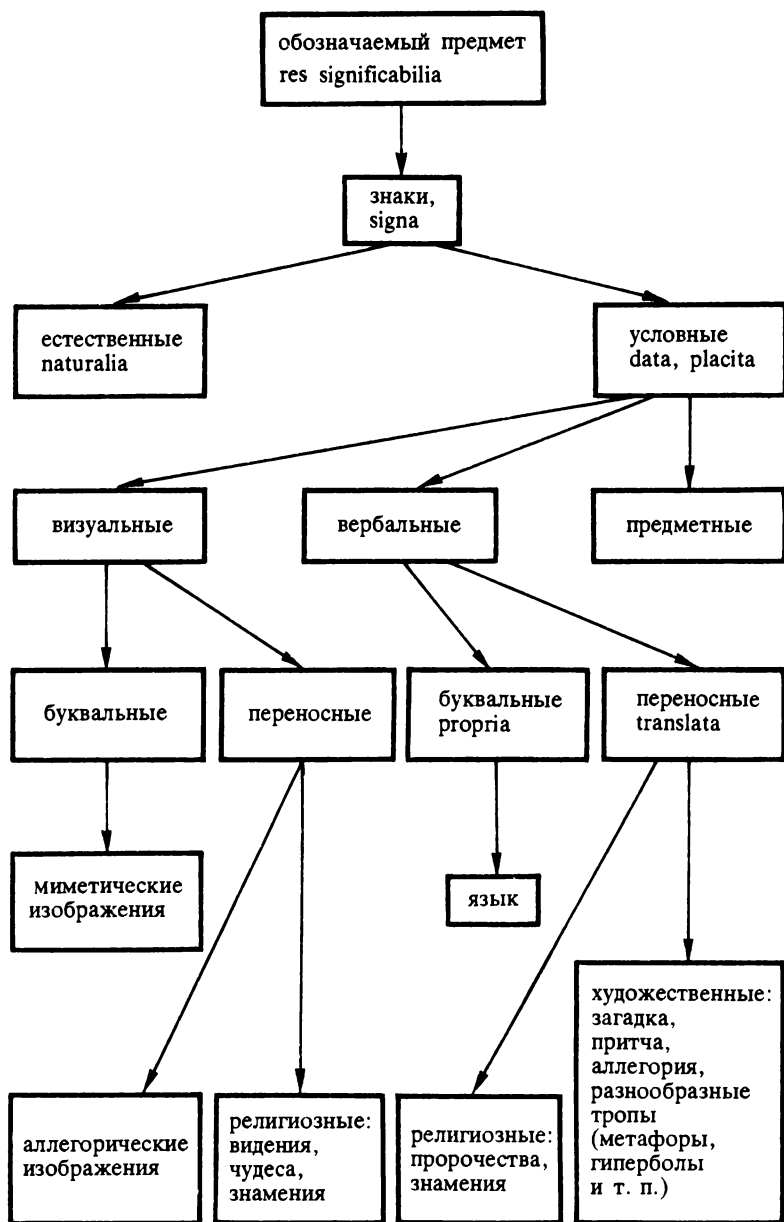 обозначаемый предмет
res significabilia
знаки,
signa
естественные
naturalia
условные
data, placita
визуальные
вербальные
предметные
буквальные
переносные
буквальные
propria
переносные
translata
миметические
изображения
язык
аллегорические
изображения
религиозные:
видения,
чудеса,
знамения
религиозные:
пророчества,
знамения
художественные:
загадка,
притча,
аллегория,
разнообразные
тропы
(метафоры,
гиперболы
и т. п.)